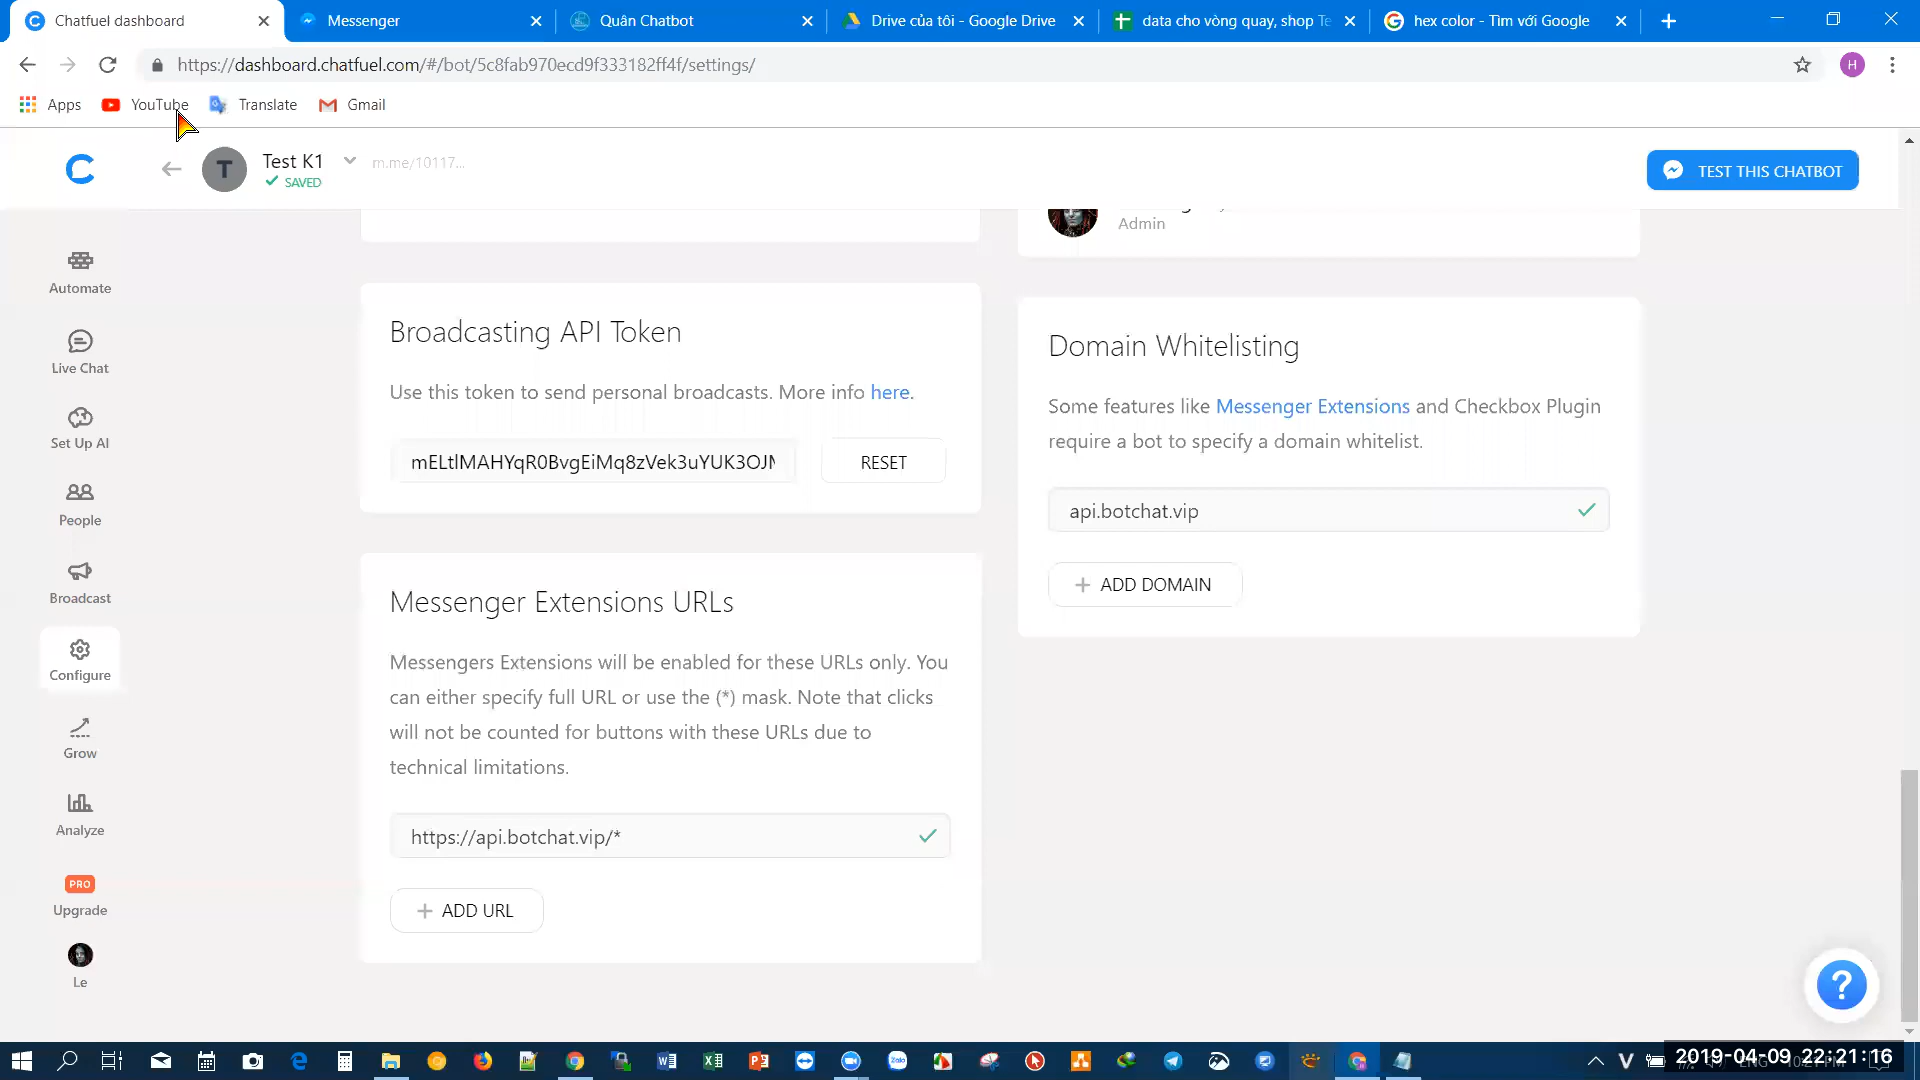 Chatfuel dashboard
Messenger
Quân Chatbot
Drive của tôi - Google Drive
data cho vòng quay, shop Te
hex color - Tìm với Google
https://dashboard.chatfuel.com/#/bot/5c8fab970ecd9f333182ff4f/settings/
H
Apps
YouTube
Translate
Gmail
T
Test K1
m.me/10117...
SAVED
TEST THIS CHATBOT
Admin
Automate
Live Chat
Set Up AI
People
Broadcast
Configure
Grow
Analyze
PRO
Upgrade
Le
Broadcasting API Token
Use this token to send personal broadcasts. More info here.
mELtlMAHYqR0BvgEiMq8zVek3uYUK3OJM
RESET
Messenger Extensions URLs
Messengers Extensions will be enabled for these URLs only. You
can either specify full URL or use the (*) mask. Note that clicks
will not be counted for buttons with these URLs due to
technical limitations.
https://api.botchat.vip/*
ADD URL
Domain Whitelisting
Some features like Messenger Extensions and Checkbox Plugin
require a bot to specify a domain whitelist.
api.botchat.vip
ADD DOMAIN
?
2019-04-09 22:21:16